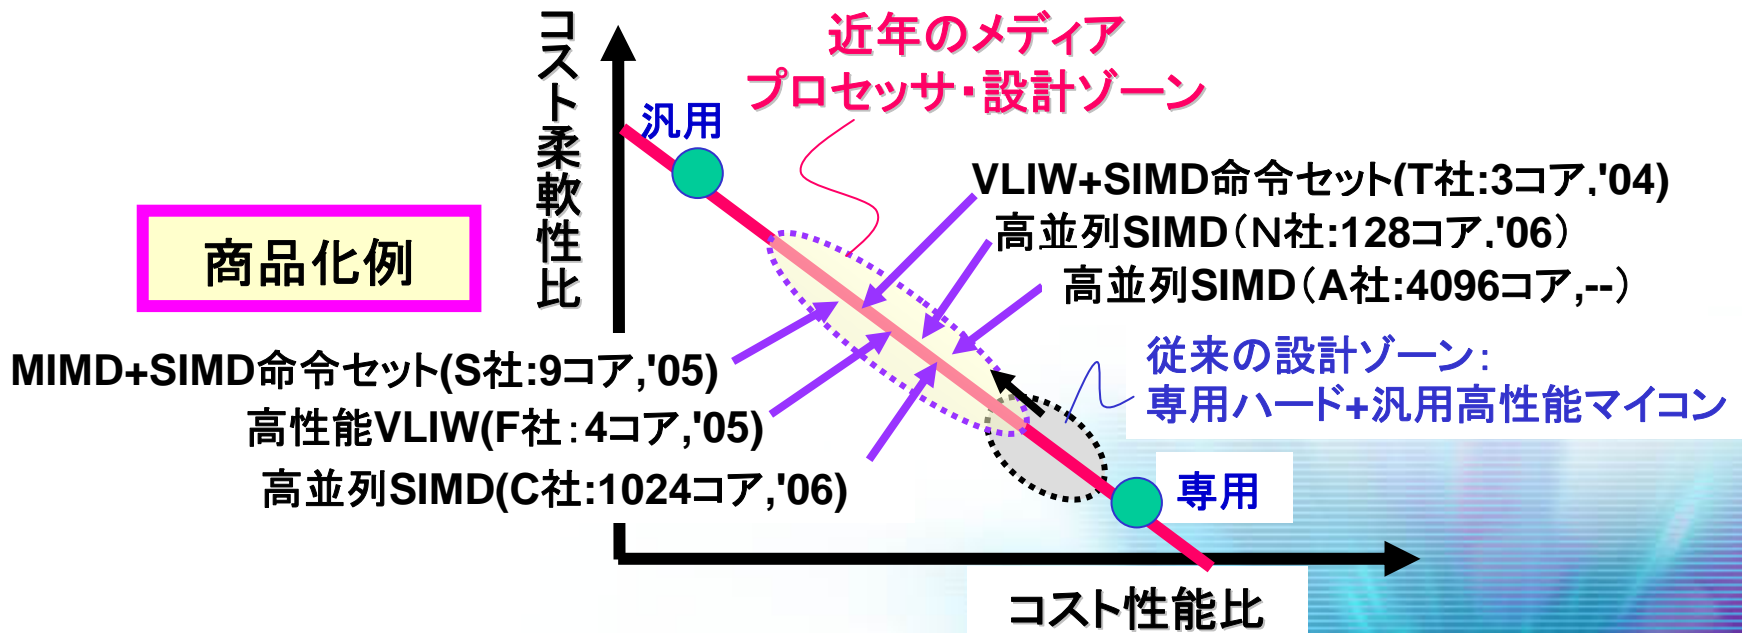 コスト柔軟性比
近年のメディア
プロセッサ・設計ゾーン
汎用
VLIW+SIMD命令セット(T社:3コア,'04)
高並列SIMD（Ｎ社:128コア,'06）
高並列SIMD（A社:4096コア,--）
商品化例
MIMD+SIMD命令セット(S社:9コア,'05)
高性能VLIW(F社：4コア,'05)
高並列SIMD(C社:1024コア,'06)
従来の設計ゾーン：
専用ハード+汎用高性能マイコン
専用
コスト性能比